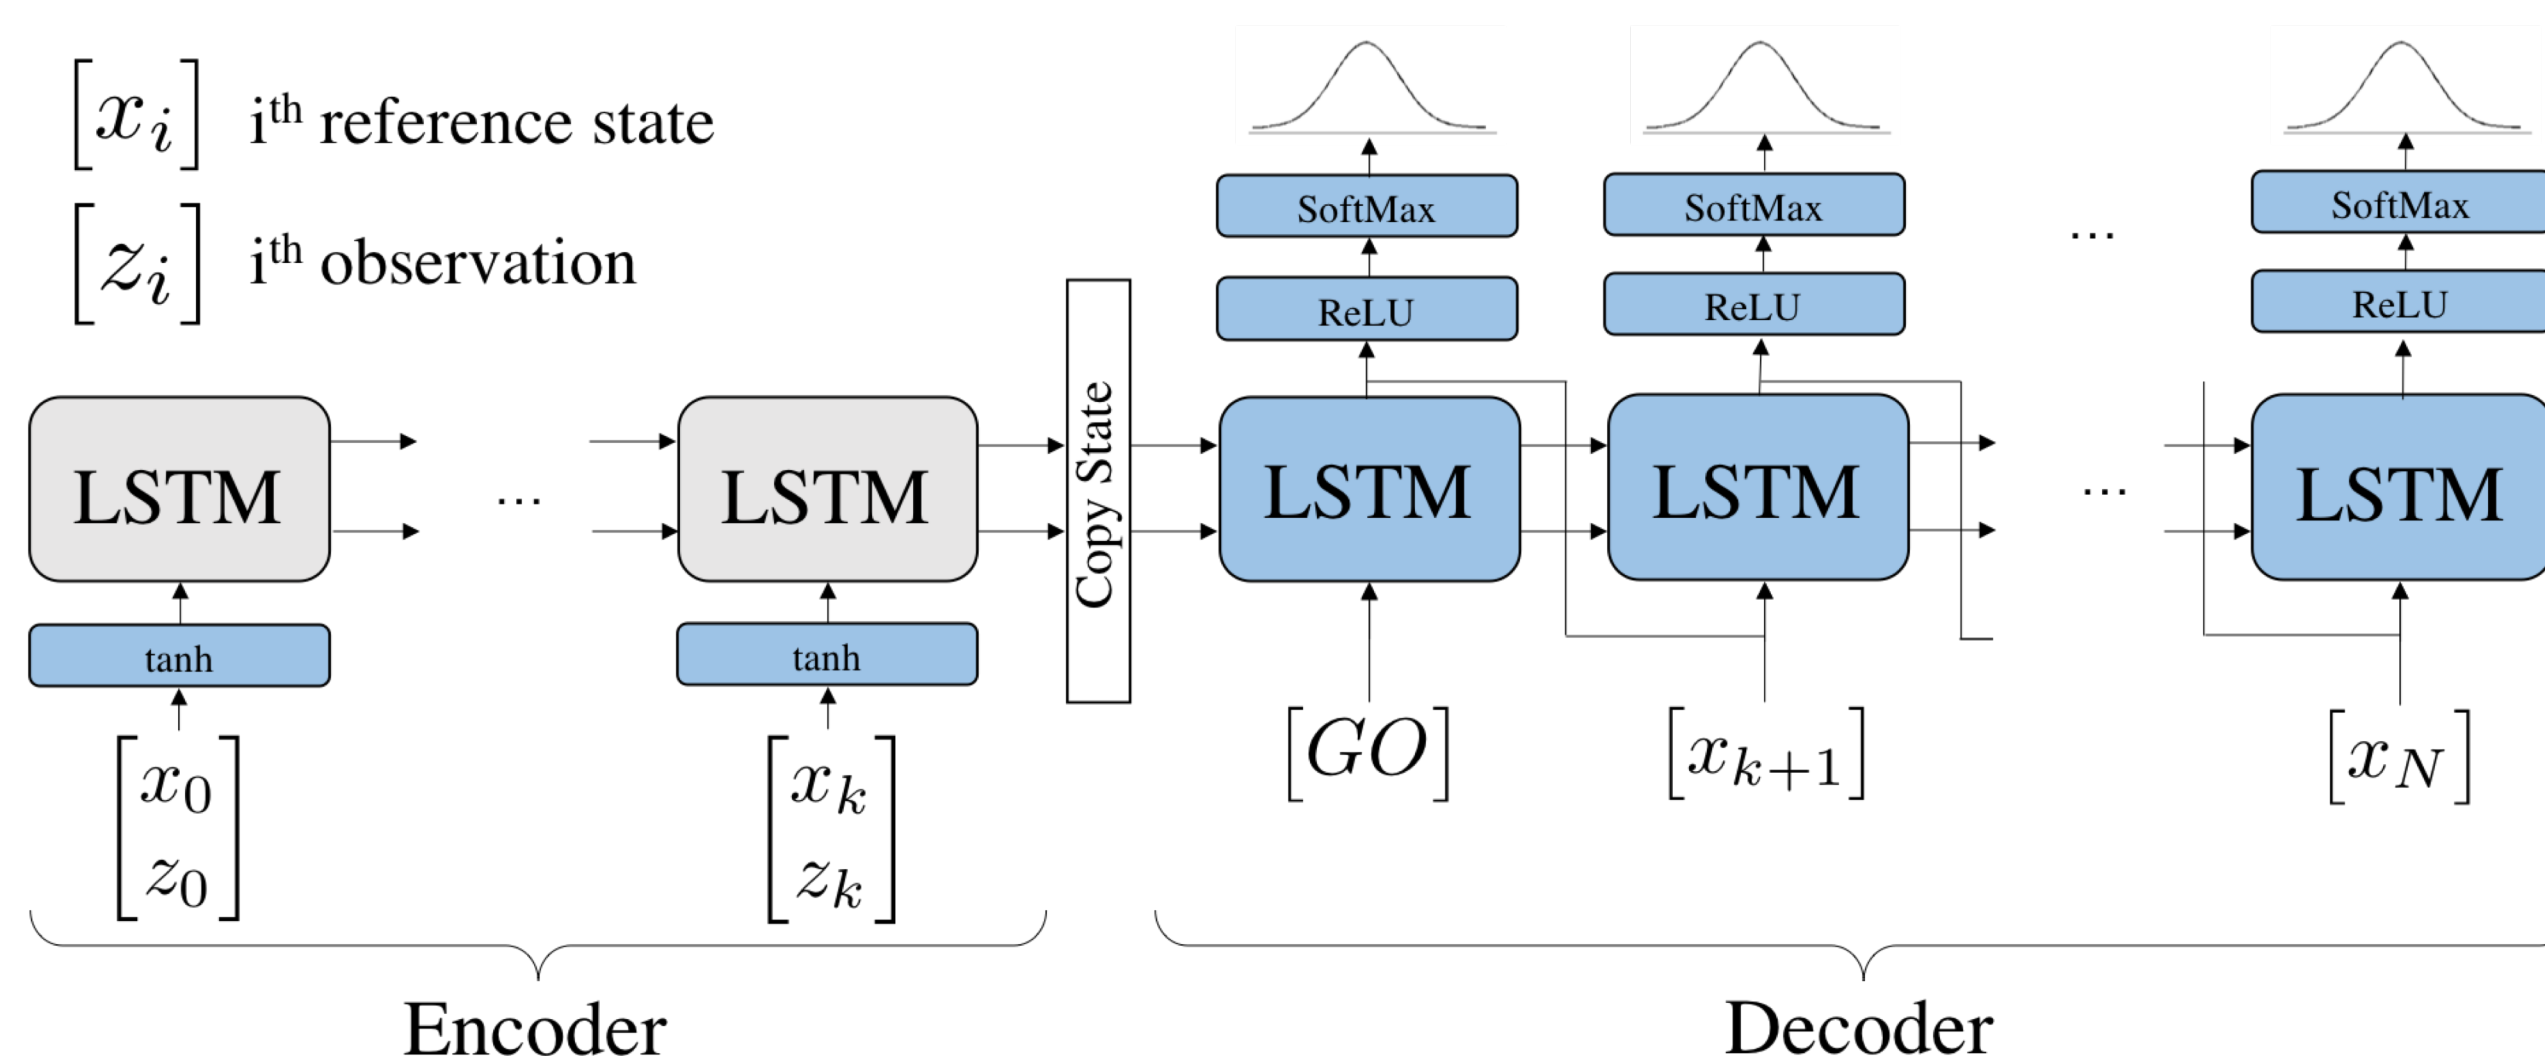 [x_i] i^th reference state
[z_i] i^th observation
SoftMax SoftMax ... SoftMax
ReLU ReLU ReLU
LSTM ... LSTM Copy State LSTM LSTM ... LSTM
tanh tanh
[x_0 z_0] [x_k z_k] [GO] [x_{k+1}] [x_N]
Encoder Decoder